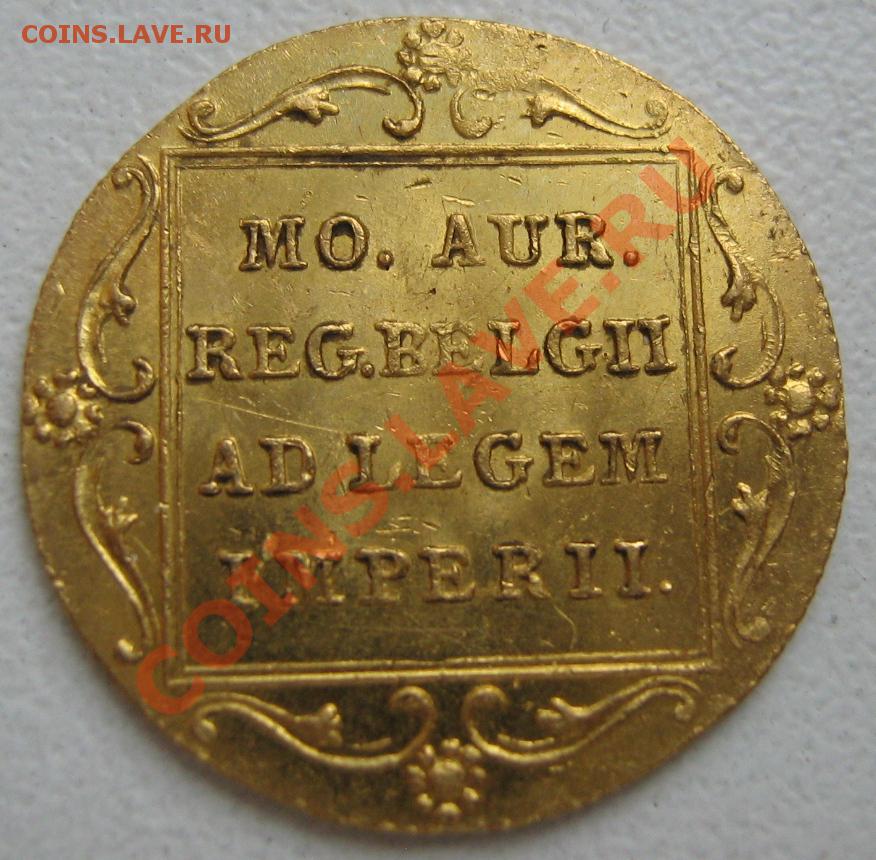 COINS.LAVE.RU
MO. AUR.
REG.BELGII
AD LEGEM
IMPERII.
COINS.LAVE.RU